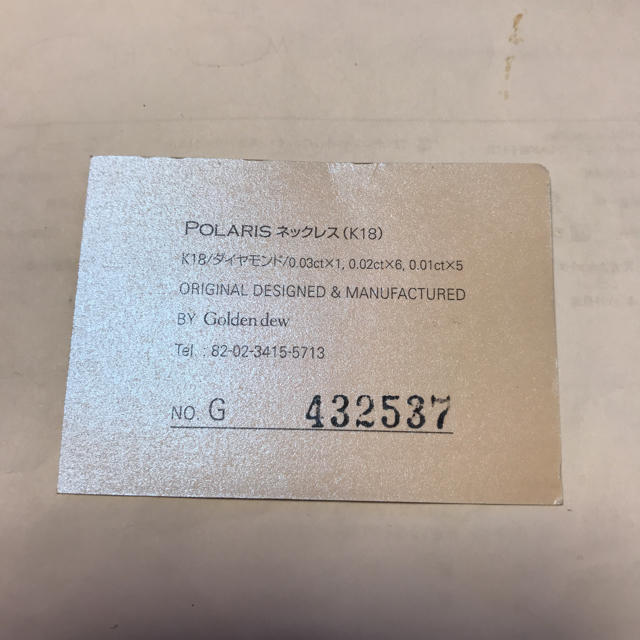 POLARIS ネックレス(K18)
K18/ダイヤモンド/0.03ct×1, 0.02ct×6, 0.01ct×5
ORIGINAL DESIGNED & MANUFACTURED
BY Golden dew
Tel. : 82-02-3415-5713
NO. G 432537